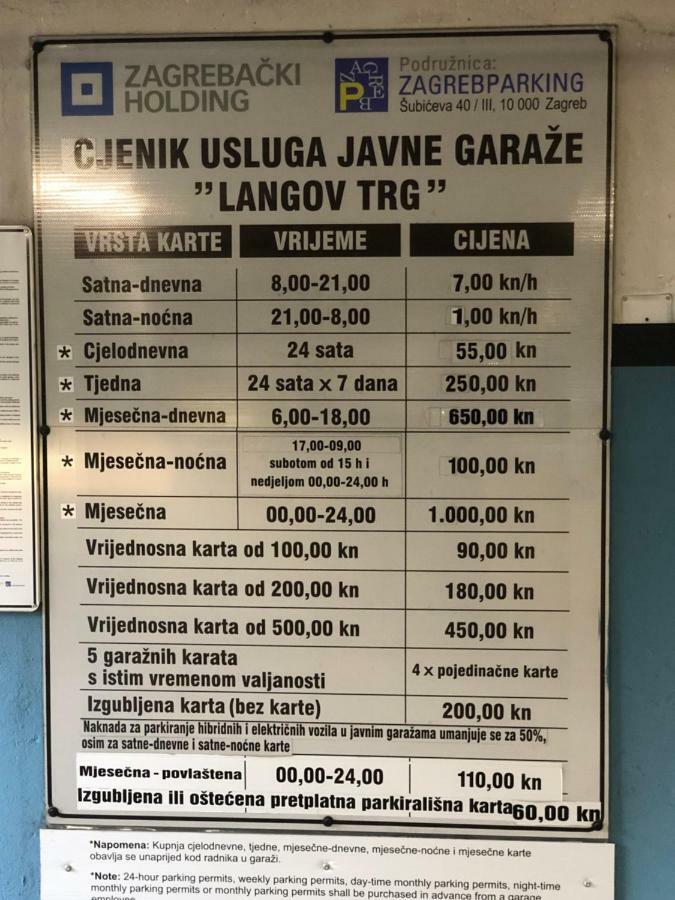 ZAGREBAČKI
HOLDING
ZAGREB
P
Podružnica:
ZAGREBPARKING
Šubićeva 40 / III, 10 000 Zagreb
CJENIK USLUGA JAVNE GARAŽE
"LANGOV TRG"
VRSTA KARTE VRIJEME CIJENA
Satna-dnevna 8,00-21,00 7,00 kn/h
Satna-noćna 21,00-8,00 1,00 kn/h
* Cjelodnevna 24 sata 55,00 kn
* Tjedna 24 sata x 7 dana 250,00 kn
* Mjesečna-dnevna 6,00-18,00 650,00 kn
* Mjesečna-noćna 17,00-09,00
subotom od 15 h i
nedjeljom 00,00-24,00 h
100,00 kn
* Mjesečna 00,00-24,00 1.000,00 kn
Vrijednosna karta od 100,00 kn 90,00 kn
Vrijednosna karta od 200,00 kn 180,00 kn
Vrijednosna karta od 500,00 kn 450,00 kn
5 garažnih karata
s istim vremenom valjanosti
4 x pojedinačne karte
Izgubljena karta (bez karte) 200,00 kn
Naknada za parkiranje hibridnih i električnih vozila u javnim garažama umanjuje se za 50%,
osim za satne-dnevne i satne-noćne karte
Mjesečna - povlaštena 00,00-24,00 110,00 kn
Izgubljena ili oštećena pretplatna parkirališna karta 60,00 kn
*Napomena: Kupnja cjelodnevne, tjedne, mjesečne-dnevne, mjesečne-noćne i mjesečne karte
obavlja se unaprijed kod radnika u garaži.
*Note: 24-hour parking permits, weekly parking permits, day-time monthly parking permits, night-time
monthly parking permits or monthly parking permits shall be purchased in advance from a garage